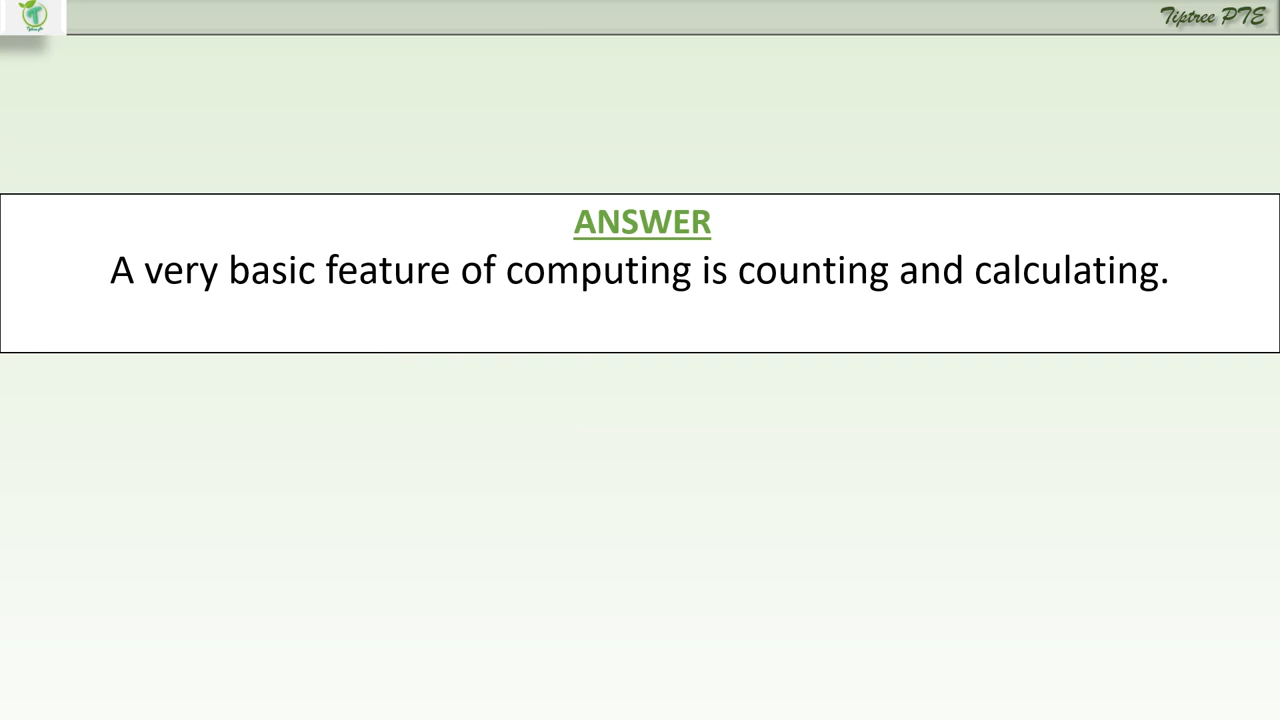 Tiptree PTE
ANSWER
A very basic feature of computing is counting and calculating.